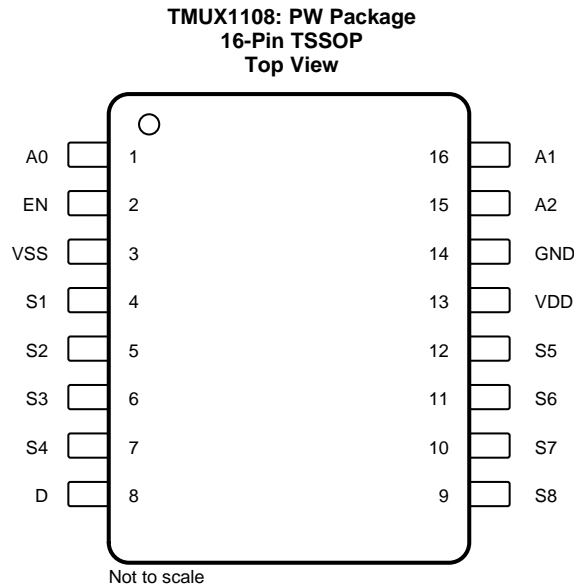 TMUX1108: PW Package
16-Pin TSSOP
Top View
A0 1 16 A1
EN 2 15 A2
VSS 3 14 GND
S1 4 13 VDD
S2 5 12 S5
S3 6 11 S6
S4 7 10 S7
D 8 9 S8
Not to scale